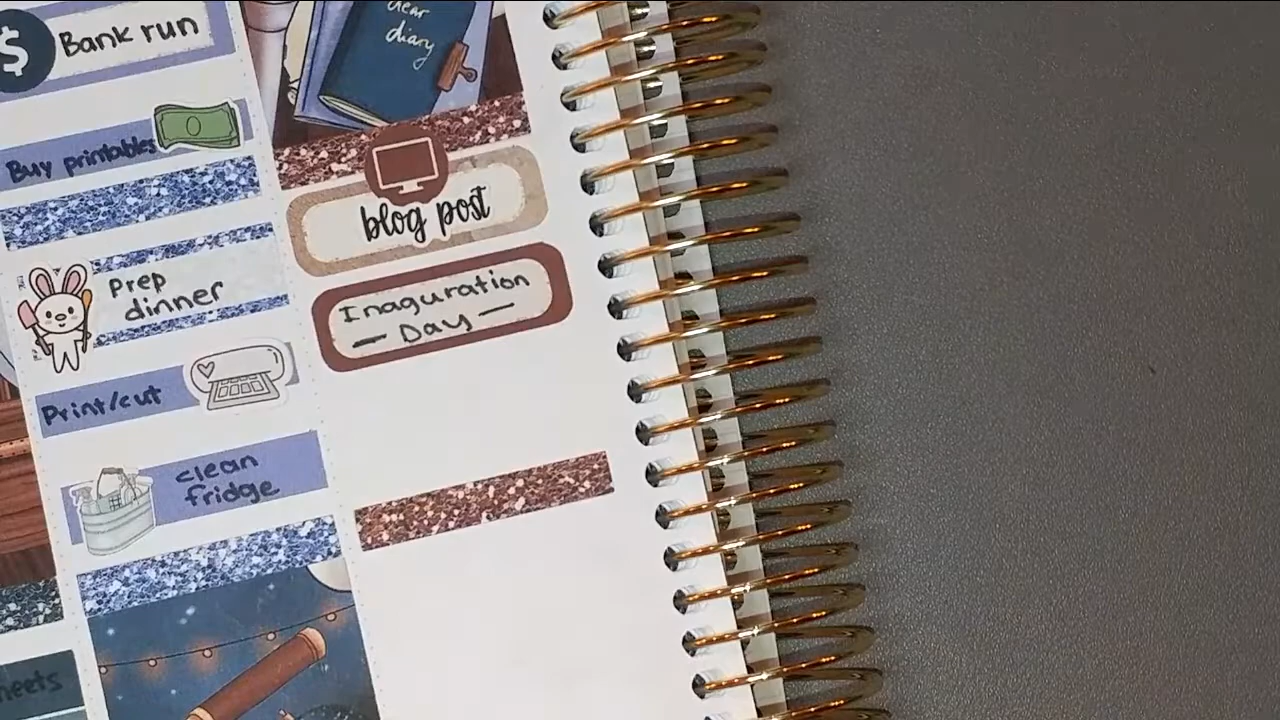 $ Bank run
Buy printables
Prep
dinner
Print/cut
clean
fridge
dear
diary
blog post
Inaguration
— Day —